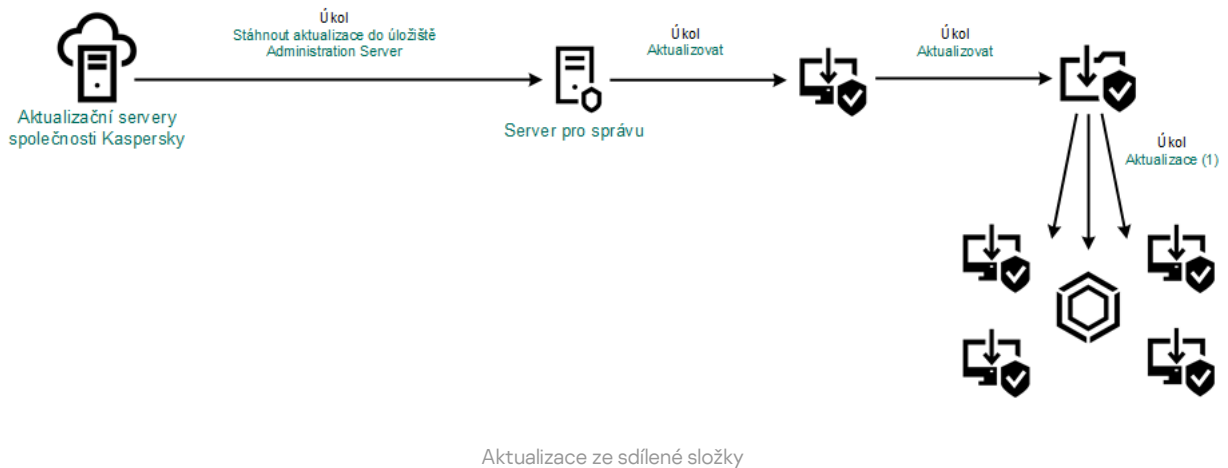 Úkol
Stáhnout aktualizace do úložiště
Administration Server
Úkol
Aktualizovat
Úkol
Aktualizovat
Aktualizační servery
společnosti Kaspersky
Server pro správu
Úkol
Aktualizace (1)
Aktualizace ze sdílené složky